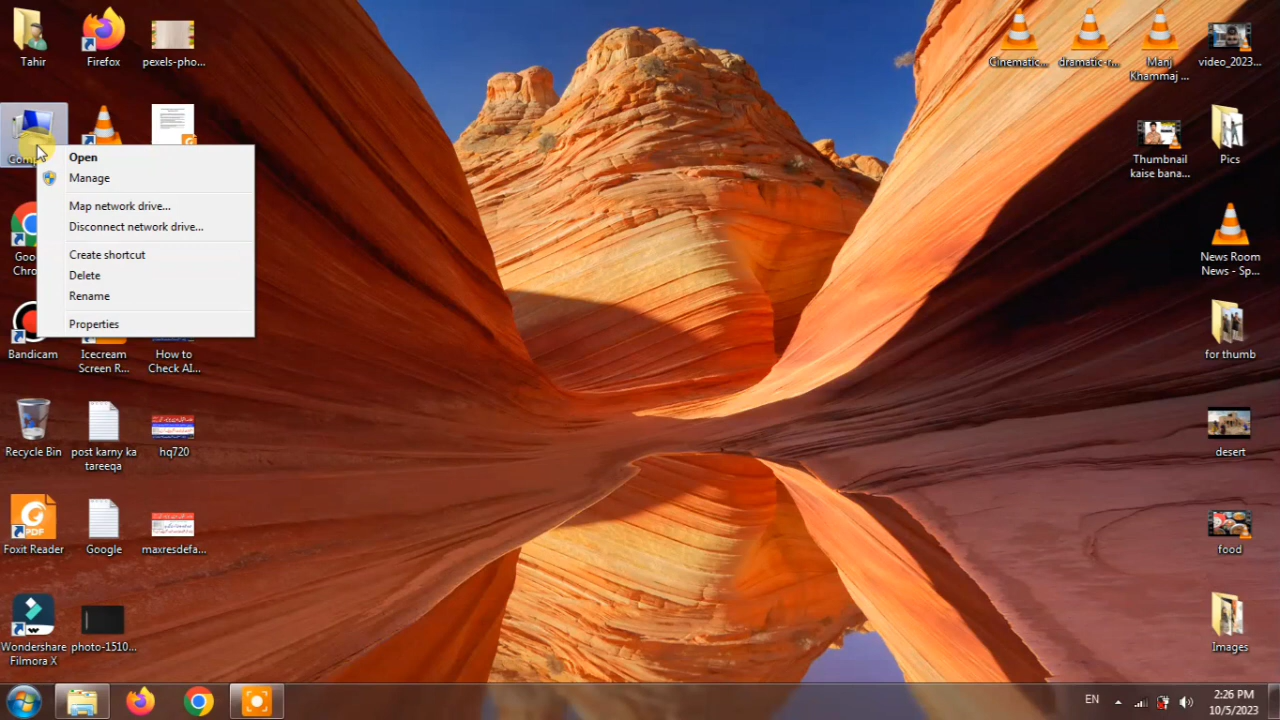 Tahir
Firefox
pexels-pho...
Open
Manage
Map network drive...
Disconnect network drive...
Create shortcut
Delete
Rename
Properties
Bandicam
Icecream
Screen R...
How to
Check AI...
Recycle Bin
post karny ka
tareeqa
hq720
Foxit Reader
Google
maxresdefa...
Wondershare
Filmora X
photo-1510...
Cinematic...
dramatic-r...
Manj
Khammaj ...
video_2023...
Thumbnail
kaise bana...
Pics
News Room
News - Sp...
for thumb
desert
food
Images
EN
2:26 PM
10/5/2023